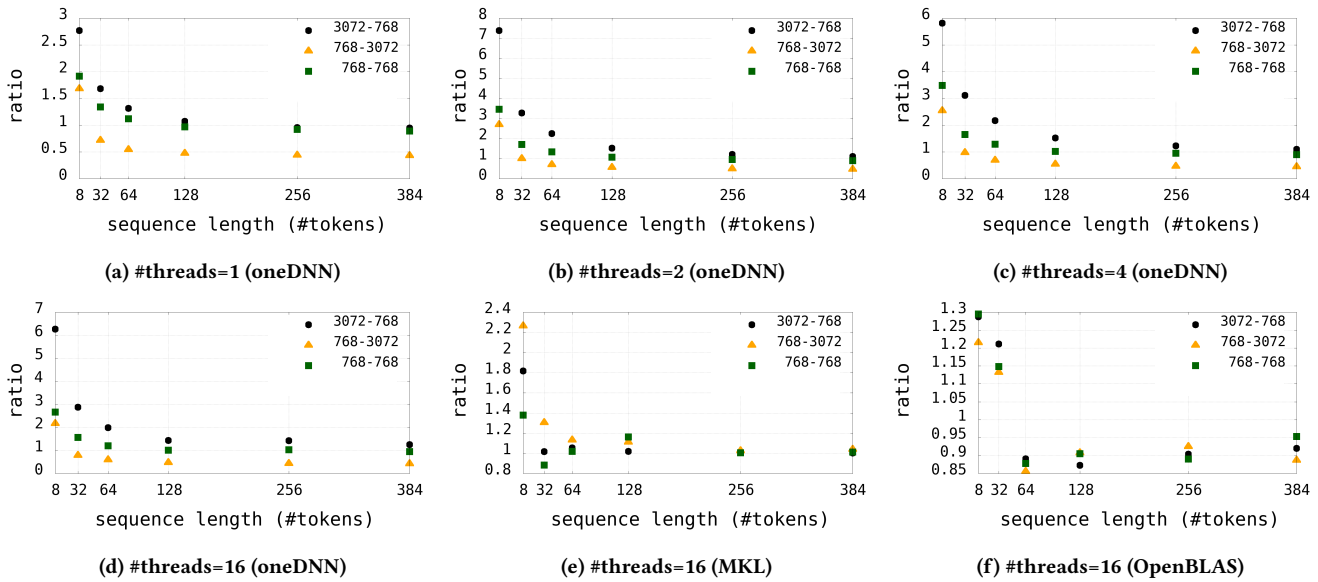 3
2.5
2
1.5
1
0.5
0
ratio
3072-768
768-3072
768-768
8 32 64 128 256 384
sequence length (#tokens)
(a) #threads=1 (oneDNN)
8
7
6
5
4
3
2
1
0
ratio
3072-768
768-3072
768-768
8 32 64 128 256 384
sequence length (#tokens)
(b) #threads=2 (oneDNN)
6
5
4
3
2
1
0
ratio
3072-768
768-3072
768-768
8 32 64 128 256 384
sequence length (#tokens)
(c) #threads=4 (oneDNN)
7
6
5
4
3
2
1
0
ratio
3072-768
768-3072
768-768
8 32 64 128 256 384
sequence length (#tokens)
(d) #threads=16 (oneDNN)
2.4
2.2
2
1.8
1.6
1.4
1.2
1
0.8
ratio
3072-768
768-3072
768-768
8 32 64 128 256 384
sequence length (#tokens)
(e) #threads=16 (MKL)
1.3
1.25
1.2
1.15
1.1
1.05
1
0.95
0.9
0.85
ratio
3072-768
768-3072
768-768
8 32 64 128 256 384
sequence length (#tokens)
(f) #threads=16 (OpenBLAS)